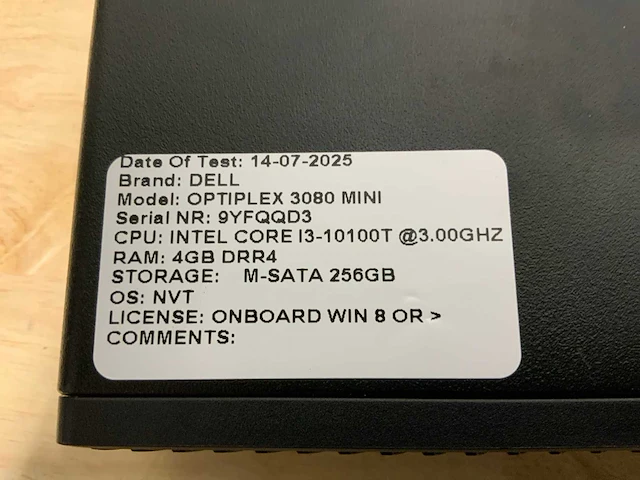 Date Of Test: 14-07-2025
Brand: DELL
Model: OPTIPLEX 3080 MINI
Serial NR: 9YFQQD3
CPU: INTEL CORE I3-10100T @3.00GHZ
RAM: 4GB DRR4
STORAGE: M-SATA 256GB
OS: NVT
LICENSE: ONBOARD WIN 8 OR >
COMMENTS: